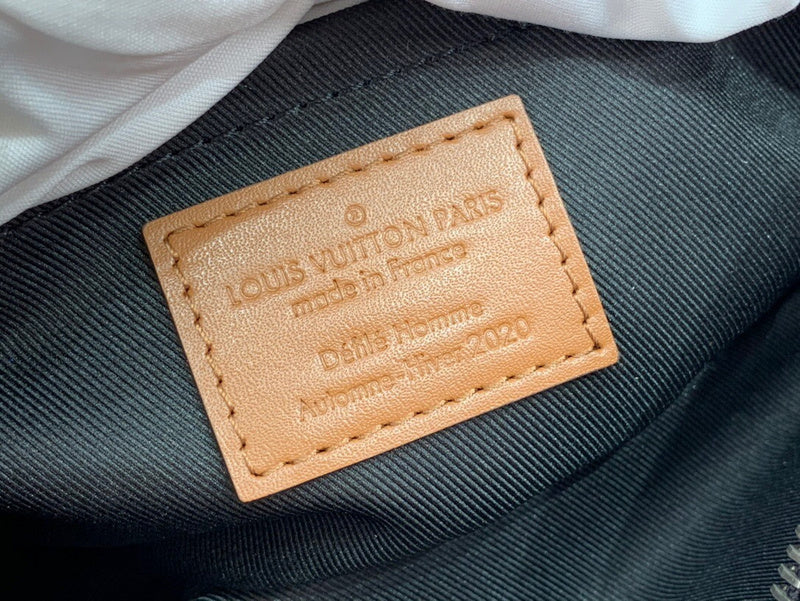 ®
LOUIS VUITTON PARIS
made in France
Défilé Homme
Automne-Hiver 2020